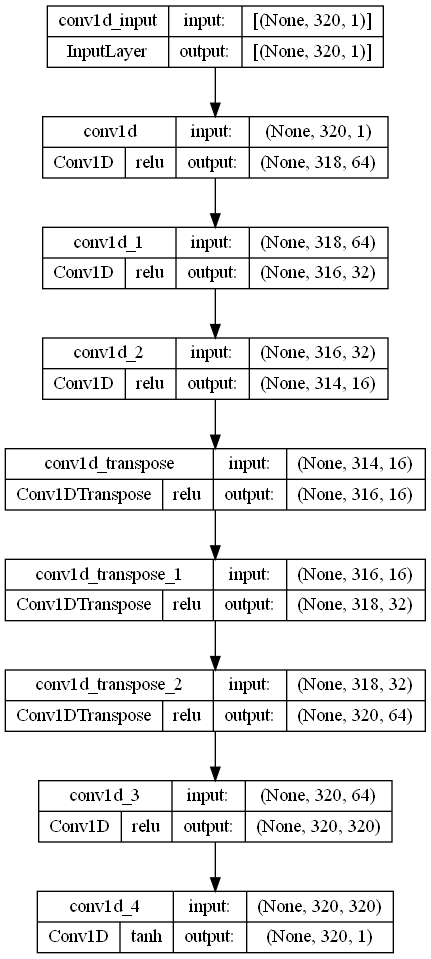 conv1d_input input: [(None, 320, 1)]
InputLayer output: [(None, 320, 1)]
conv1d input: (None, 320, 1)
Conv1D relu output: (None, 318, 64)
conv1d_1 input: (None, 318, 64)
Conv1D relu output: (None, 316, 32)
conv1d_2 input: (None, 316, 32)
Conv1D relu output: (None, 314, 16)
conv1d_transpose input: (None, 314, 16)
Conv1DTranspose relu output: (None, 316, 16)
conv1d_transpose_1 input: (None, 316, 16)
Conv1DTranspose relu output: (None, 318, 32)
conv1d_transpose_2 input: (None, 318, 32)
Conv1DTranspose relu output: (None, 320, 64)
conv1d_3 input: (None, 320, 64)
Conv1D relu output: (None, 320, 320)
conv1d_4 input: (None, 320, 320)
Conv1D tanh output: (None, 320, 1)